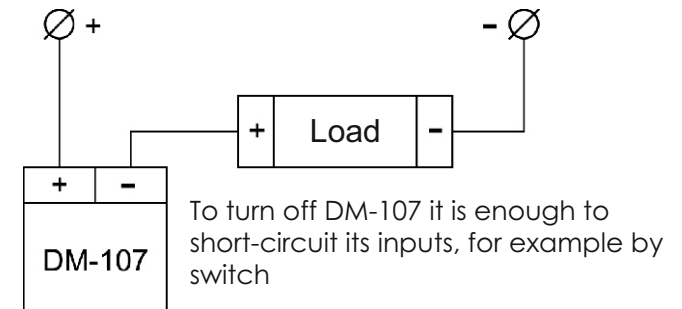 + -
+ Load -
+ -
DM-107
To turn off DM-107 it is enough to
short-circuit its inputs, for example by
switch